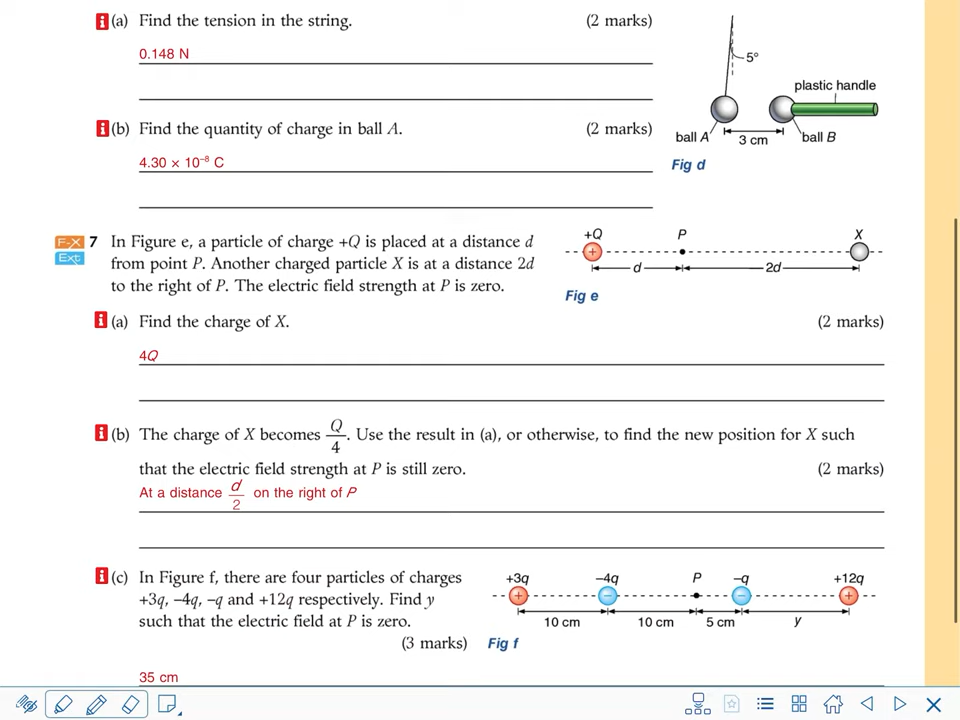 i (a) Find the tension in the string. (2 marks)
0.148 N
5°
plastic handle
ball A 3 cm ball B
Fig d
i (b) Find the quantity of charge in ball A. (2 marks)
4.30 × 10⁻⁸ C
F-X 7 In Figure e, a particle of charge +Q is placed at a distance d
Ext from point P. Another charged particle X is at a distance 2d
to the right of P. The electric field strength at P is zero.
+Q P X
+
d 2d
Fig e
i (a) Find the charge of X. (2 marks)
4Q
i (b) The charge of X becomes Q/4. Use the result in (a), or otherwise, to find the new position for X such
that the electric field strength at P is still zero. (2 marks)
At a distance d/2 on the right of P
i (c) In Figure f, there are four particles of charges
+3q, –4q, –q and +12q respectively. Find y
such that the electric field at P is zero.
(3 marks)
+3q –4q P –q +12q
+ – – +
10 cm 10 cm 5 cm y
Fig f
35 cm